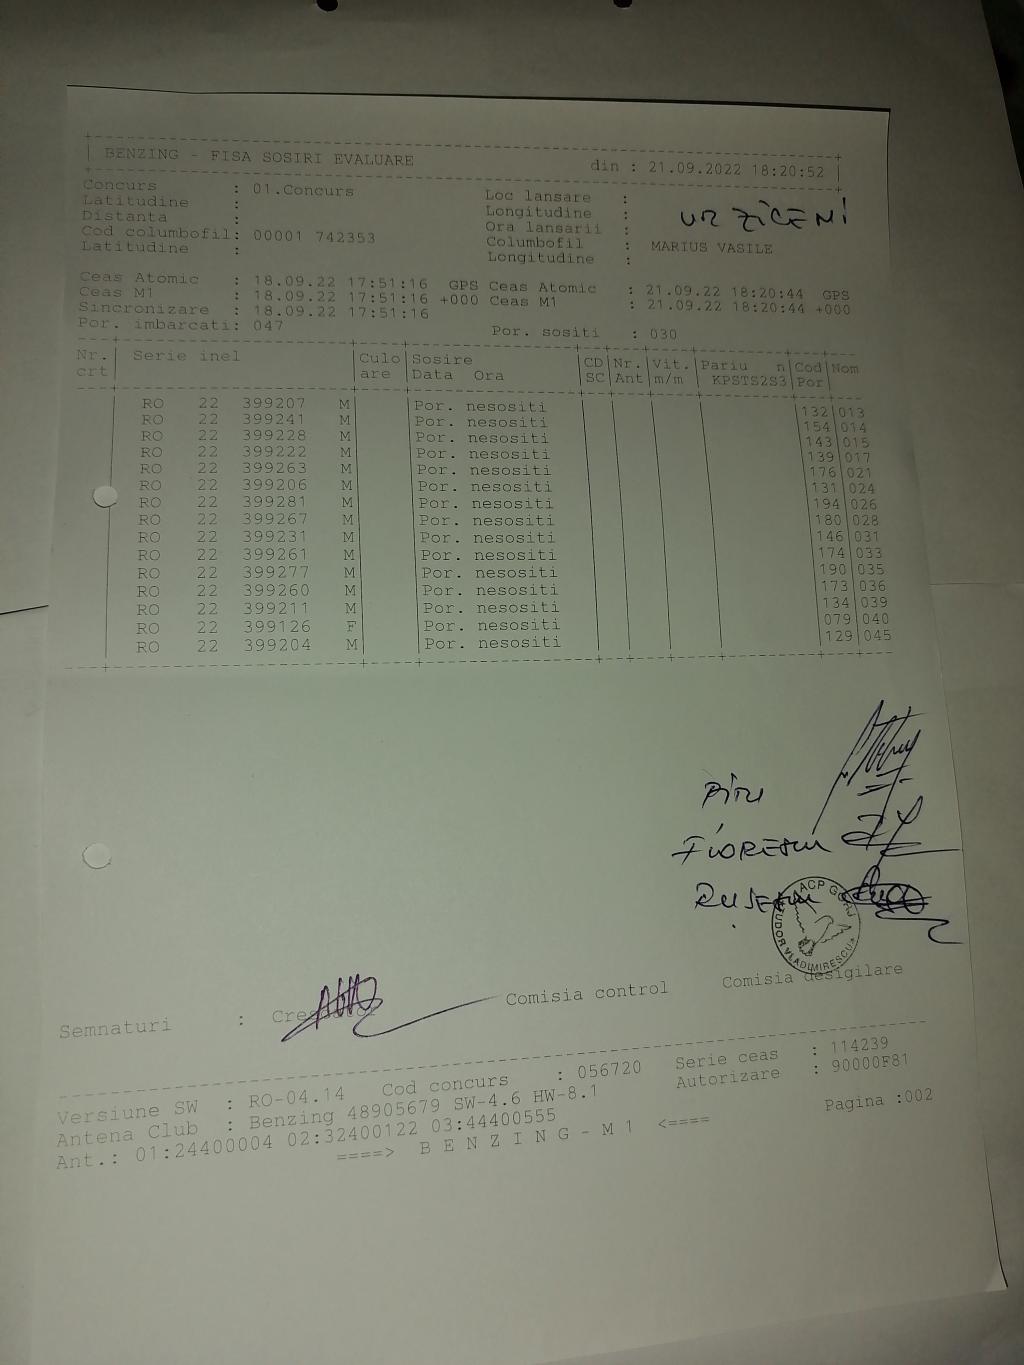 BENZING - FISA SOSIRI EVALUARE din : 21.09.2022 18:20:52
Concurs : 01.Concurs Loc lansare :
Latitudine : Longitudine : URZICENI
Distanta : Ora lansarii :
Cod columbofil: 00001 742353 Columbofil : MARIUS VASILE
Latitudine : Longitudine :
Ceas Atomic : 18.09.22 17:51:16 GPS Ceas Atomic : 21.09.22 18:20:44 GPS
Ceas M1 : 18.09.22 17:51:16 +000 Ceas M1 : 21.09.22 18:20:44 +000
Sincronizare : 18.09.22 17:51:16
Por. imbarcati: 047 Por. sositi : 030
Nr. Serie inel Culo Sosire CD Nr. Vit. Pariu n Cod Nom
crt are Data Ora SC Ant m/m KPSTS2S3 Por
RO 22 399207 M Por. nesositi 132 013
RO 22 399241 M Por. nesositi 154 014
RO 22 399228 M Por. nesositi 143 015
RO 22 399222 M Por. nesositi 139 017
RO 22 399263 M Por. nesositi 176 021
RO 22 399206 M Por. nesositi 131 024
RO 22 399281 M Por. nesositi 194 026
RO 22 399267 M Por. nesositi 180 028
RO 22 399231 M Por. nesositi 146 031
RO 22 399261 M Por. nesositi 174 033
RO 22 399277 M Por. nesositi 190 035
RO 22 399260 M Por. nesositi 173 036
RO 22 399211 M Por. nesositi 134 039
RO 22 399126 F Por. nesositi 079 040
RO 22 399204 M Por. nesositi 129 045
ACP GORJ
TUDOR VLADIMIRESCU
Semnaturi : Comisia control Comisia desigilare
Versiune SW : RO-04.14 Cod concurs : 056720 Serie ceas : 114239
Antena Club : Benzing 48905679 SW-4.6 HW-8.1 Autorizare : 90000F81
Ant.: 01:24400004 02:32400122 03:44400555 Pagina :002
====> B E N Z I N G - M 1 <====